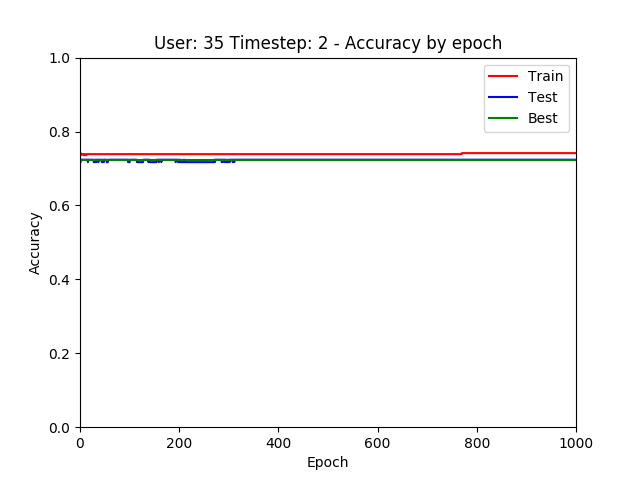 User: 35 Timestep: 2 - Accuracy by epoch
1.0
0.8
0.6
0.4
0.2
0.0
Accuracy
Train
Test
Best
0 200 400 600 800 1000
Epoch